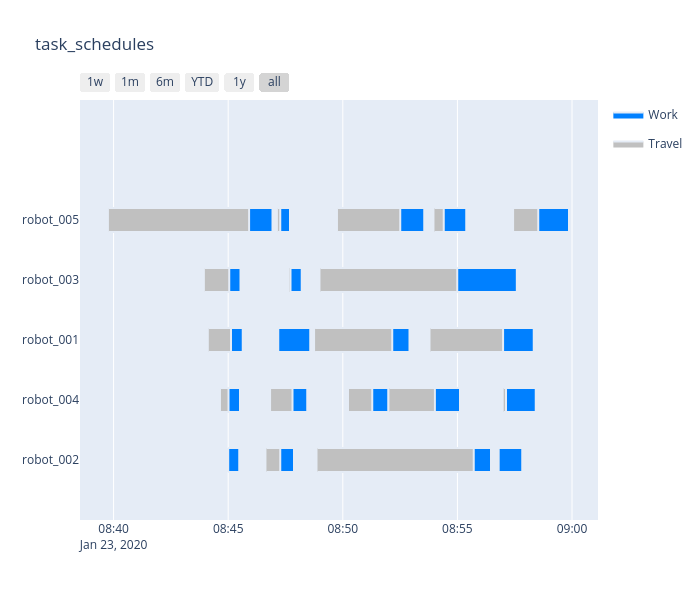 task_schedules
1w 1m 6m YTD 1y all
Work
Travel
robot_005
robot_003
robot_001
robot_004
robot_002
08:40 08:45 08:50 08:55 09:00
Jan 23, 2020